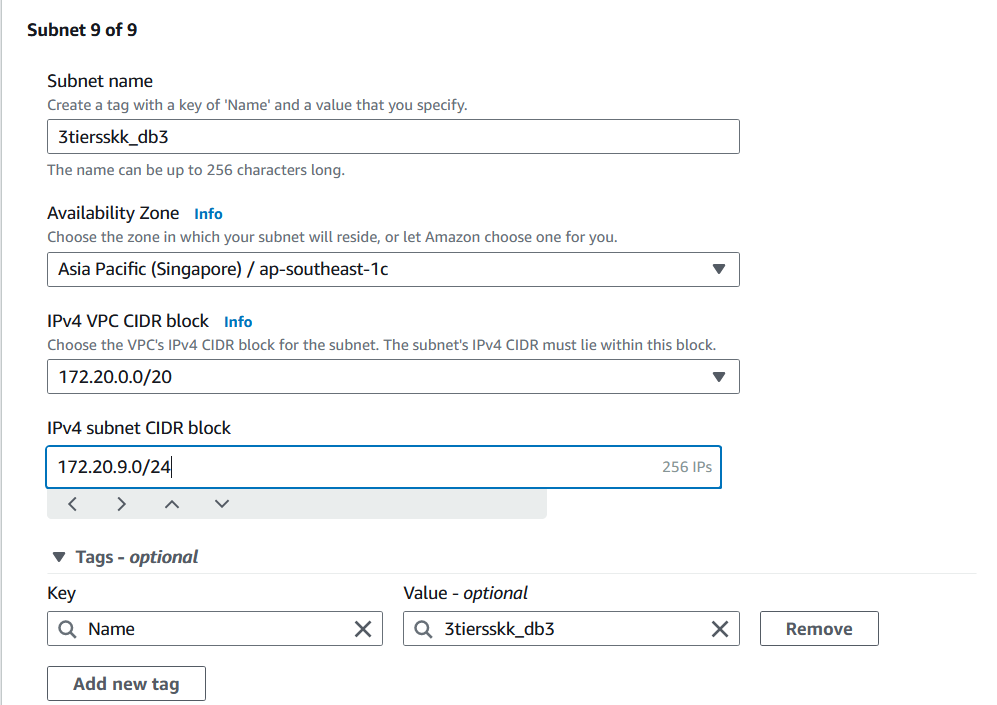 Subnet 9 of 9
Subnet name
Create a tag with a key of 'Name' and a value that you specify.
3tiersskk_db3
The name can be up to 256 characters long.
Availability Zone Info
Choose the zone in which your subnet will reside, or let Amazon choose one for you.
Asia Pacific (Singapore) / ap-southeast-1c
IPv4 VPC CIDR block Info
Choose the VPC's IPv4 CIDR block for the subnet. The subnet's IPv4 CIDR must lie within this block.
172.20.0.0/20
IPv4 subnet CIDR block
172.20.9.0/24 256 IPs
Tags - optional
Key Value - optional
Name 3tiersskk_db3 Remove
Add new tag